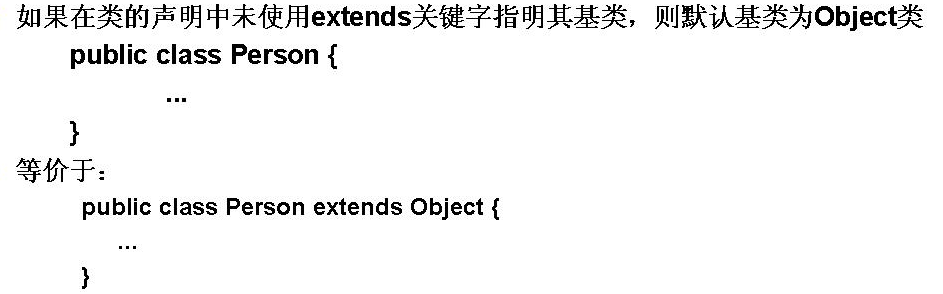 如果在类的声明中未使用extends关键字指明其基类，则默认基类为Object类
public class Person {
...
}
等价于：
public class Person extends Object {
...
}